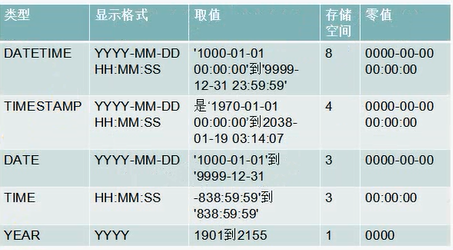 类型 显示格式 取值 存储空间 零值
DATETIME YYYY-MM-DD HH:MM:SS '1000-01-01 00:00:00'到'9999-12-31 23:59:59' 8 0000-00-00 00:00:00
TIMESTAMP YYYY-MM-DD HH:MM:SS 是'1970-01-01 00:00:00'到2038-01-19 03:14:07 4 0000-00-00 00:00:00
DATE YYYY-MM-DD '1000-01-01'到'9999-12-31 3 0000-00-00
TIME HH:MM:SS -838:59:59'到'838:59:59' 3 00:00:00
YEAR YYYY 1901到2155 1 0000